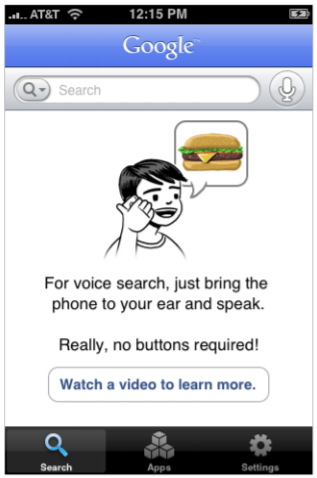 AT&T 12:15 PM
Google™
Search
For voice search, just bring the
phone to your ear and speak.
Really, no buttons required!
Watch a video to learn more.
Search Apps Settings